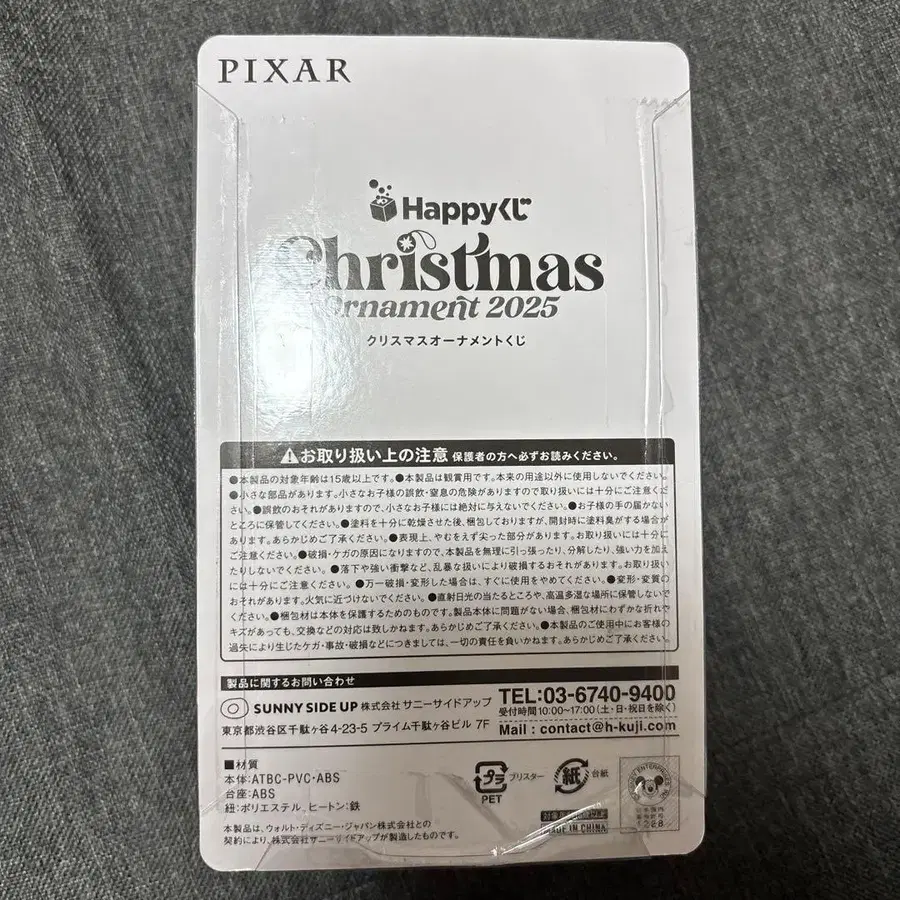 PIXAR
Happyくじ
Christmas
Ornament 2025
クリスマスオーナメントくじ
お取り扱い上の注意 保護者の方へ必ずお読みください。
●本製品の対象年齢は15歳以上です。●本製品は観賞用です。本来の用途以外に使用しないでください。
●小さな部品があります。小さなお子様の誤飲・窒息の危険がありますので取り扱いには十分にご注意くだ
さい。●誤飲のおそれがありますので、小さなお子様には絶対に与えないでください。●お子様の手の届かない
ところに保管してください。●塗料を十分に乾燥させた後、梱包しておりますが、開封時に塗料臭がする場合が
あります。あらかじめご了承ください。●表現上、やむをえず尖った部分があります。お取り扱いには十分に
ご注意ください。●破損・ケガの原因になりますので、本製品を無理に引っ張ったり、分解したり、強い力を加え
たりしないでください。●落下や強い衝撃など、乱暴な扱いにより破損するおそれがあります。お取り扱い
には十分にご注意ください。●万一破損・変形した場合は、すぐに使用をやめてください。●変形・変質の
おそれがあります。火気に近づけないでください。●直射日光の当たるところや、高温多湿な場所に保管しないで
ください。●梱包材は本体を保護するためのものです。製品本体に問題がない場合、梱包材にわずかな折れや
キズがあっても、交換などの対応は致しかねます。あらかじめご了承ください。●本製品のご使用中にお客様の
過失により生じたケガ・事故・破損などにつきましては、一切の責任を負いかねます。あらかじめご了承ください。
製品に関するお問い合わせ
SUNNY SIDE UP 株式会社 サニーサイドアップ
東京都渋谷区千駄ヶ谷4-23-5 プライム千駄ヶ谷ビル 7F
TEL:03-6740-9400
受付時間10:00~17:00(土・日・祝日を除く)
Mail : contact@h-kuji.com
■材質
本体:ATBC-PVC・ABS
台座:ABS
紐:ポリエステル、ヒートン:鉄
本製品は、ウォルト・ディズニー・ジャパン株式会社との
契約により、株式会社サニーサイドアップが製造したものです。
プラ
ブリスター
PET
紙
台紙
MADE IN CHINA